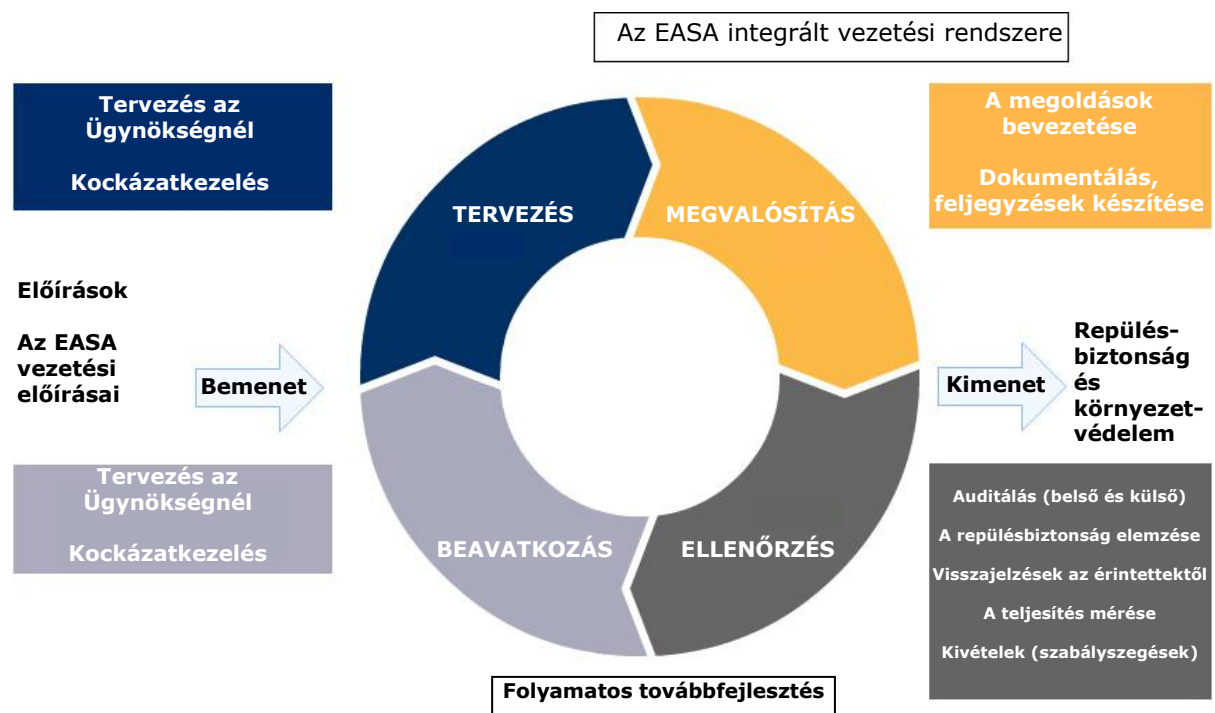 Az EASA integrált vezetési rendszere
Tervezés az
Ügynökségnél
Kockázatkezelés
A megoldások
bevezetése
Dokumentálás,
feljegyzések készítése
TERVEZÉS
MEGVALÓSÍTÁS
Előírások
Az EASA
vezetési
előírásai
Bemenet
Kimenet
Repülés-
biztonság
és
környezet-
védelem
Tervezés az
Ügynökségnél
Kockázatkezelés
BEAVATKOZÁS
ELLENŐRZÉS
Auditálás (belső és külső)
A repülésbiztonság elemzése
Visszajelzések az érintettektől
A teljesítés mérése
Kivételek (szabályszegések)
Folyamatos továbbfejlesztés